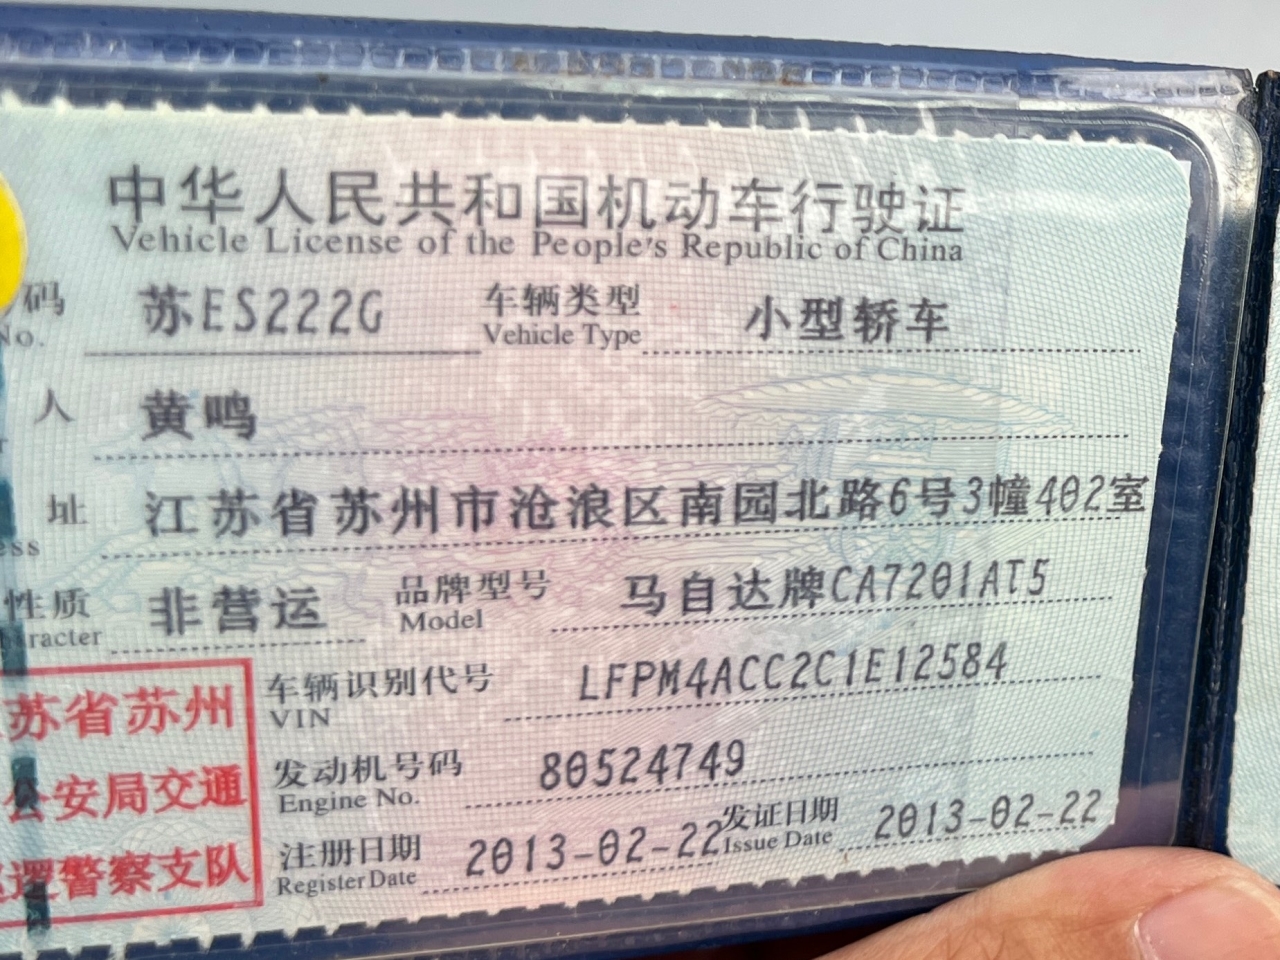 中华人民共和国机动车行驶证
Vehicle License of the People's Republic of China
码 苏ES222G 车辆类型 小型轿车
No. Vehicle Type
人 黄鸣
址 江苏省苏州市沧浪区南园北路6号3幢402室
ess
性质 非营运 品牌型号 马自达牌CA7201AT5
aracter Model
车辆识别代号 LFPM4ACC2C1E12584
VIN
发动机号码 80524749
Engine No.
注册日期 2013-02-22 发证日期 2013-02-22
Register Date Issue Date
苏省苏州
公安局交通
巡逻警察支队